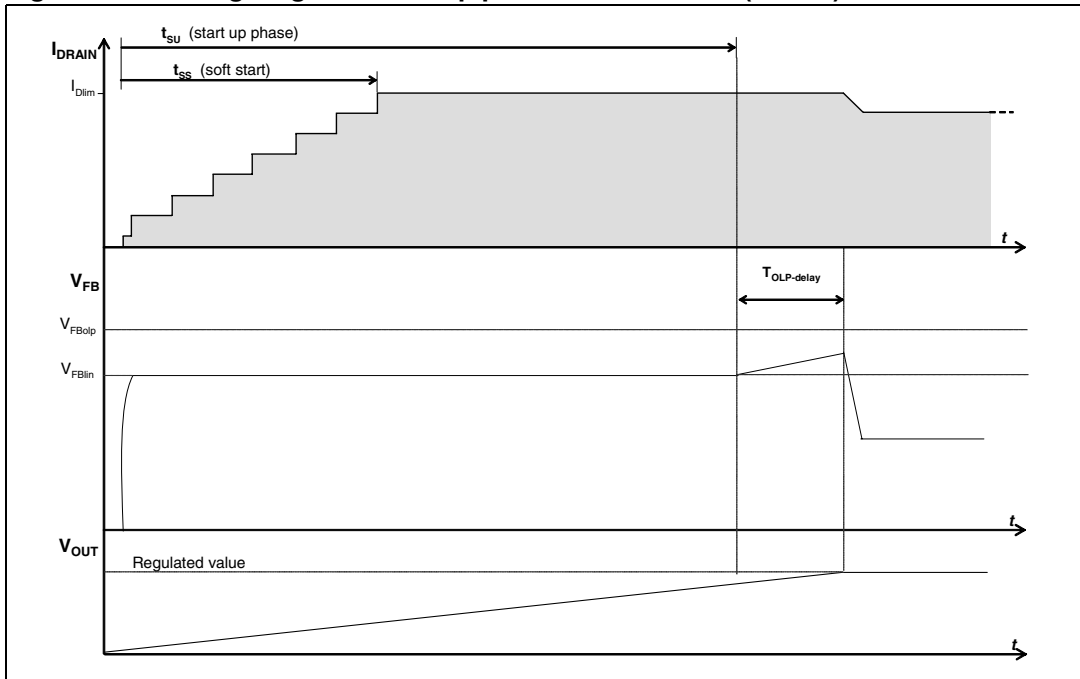 t_SU (start up phase)
I_DRAIN
t_SS (soft start)
I_Dlim
t
V_FB
T_OLP-delay
V_FBolp
V_FBlin
t
V_OUT
Regulated value
t